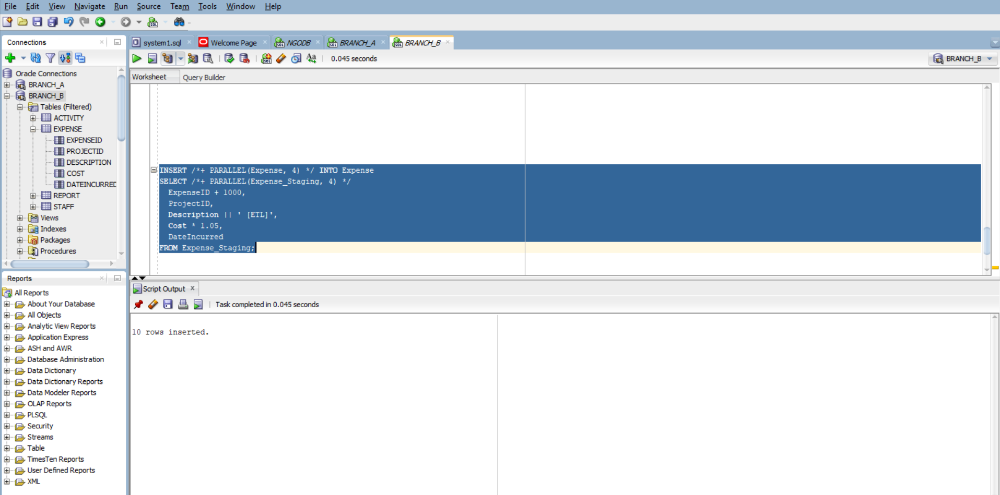 File Edit View Navigate Run Source Team Tools Window Help
Connections
system1.sql Welcome Page NGODB BRANCH_A BRANCH_B
0.045 seconds
BRANCH_B
Oracle Connections
BRANCH_A
BRANCH_B
Tables (Filtered)
ACTIVITY
EXPENSE
EXPENSEID
PROJECTID
DESCRIPTION
COST
DATEINCURRED
REPORT
STAFF
Views
Indexes
Packages
Procedures
Worksheet Query Builder
INSERT /*+ PARALLEL(Expense, 4) */ INTO Expense
SELECT /*+ PARALLEL(Expense_Staging, 4) */
ExpenseID + 1000,
ProjectID,
Description || ' [ETL]',
Cost * 1.05,
DateIncurred
FROM Expense_Staging;
Reports
All Reports
About Your Database
All Objects
Analytic View Reports
Application Express
ASH and AWR
Database Administration
Data Dictionary
Data Dictionary Reports
Data Modeler Reports
OLAP Reports
PLSQL
Security
Streams
Table
TimesTen Reports
User Defined Reports
XML
Script Output x
Task completed in 0.045 seconds
10 rows inserted.